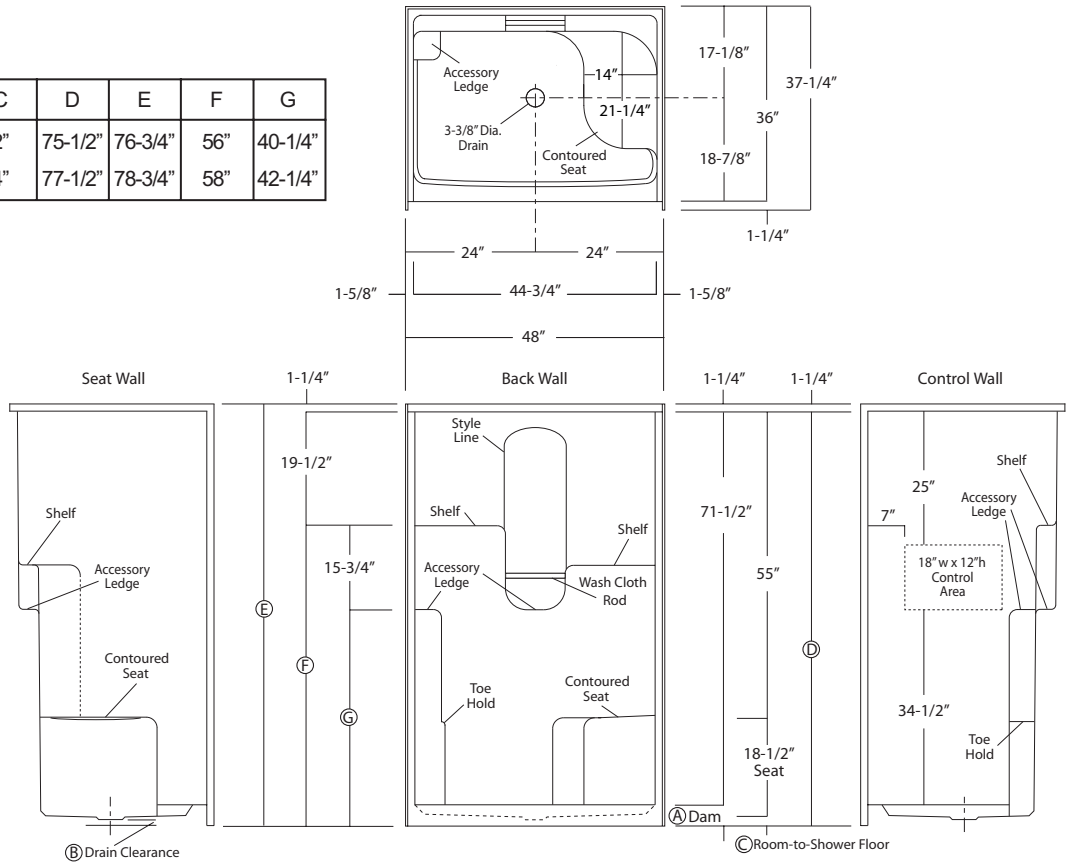 C D E F G
75-1/2” 76-3/4” 56” 40-1/4”
77-1/2” 78-3/4” 58” 42-1/4”
Accessory
Ledge
3-3/8” Dia.
Drain
14”
21-1/4”
Contoured
Seat
17-1/8”
18-7/8”
36”
37-1/4”
1-1/4”
24”
24”
1-5/8”
44-3/4”
1-5/8”
48”
Seat Wall
Shelf
Accessory
Ledge
Contoured
Seat
B Drain Clearance
1-1/4”
19-1/2”
15-3/4”
E
F
G
Back Wall
Style
Line
Shelf
Shelf
Accessory
Ledge
Wash Cloth
Rod
Toe
Hold
Contoured
Seat
1-1/4”
1-1/4”
71-1/2”
55”
D
18-1/2”
Seat
A Dam
C Room-to-Shower Floor
Control Wall
Shelf
25”
Accessory
Ledge
7”
18” w x 12”h
Control
Area
34-1/2”
Toe
Hold